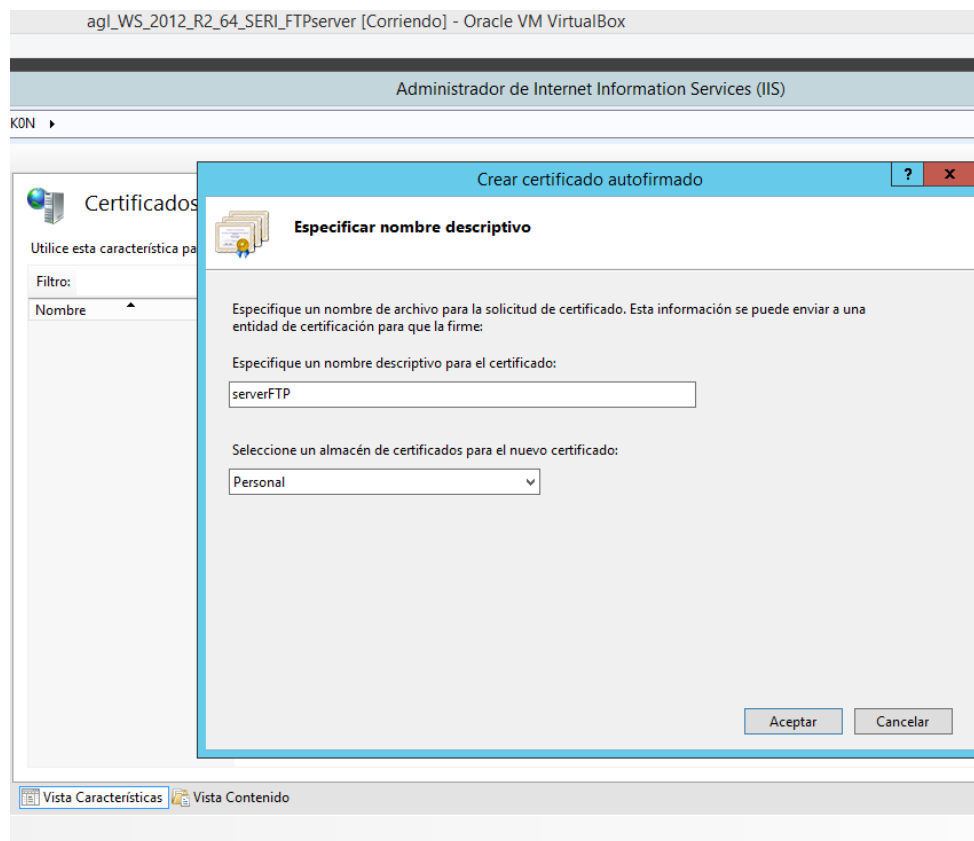 agl_WS_2012_R2_64_SERI_FTPserver [Corriendo] - Oracle VM VirtualBox
Administrador de Internet Information Services (IIS)
K0N
Crear certificado autofirmado
?
x
Certificados
Especificar nombre descriptivo
Utilice esta característica pa
Filtro:
Nombre
Especifique un nombre de archivo para la solicitud de certificado. Esta información se puede enviar a una
entidad de certificación para que la firme:
Especifique un nombre descriptivo para el certificado:
serverFTP
Seleccione un almacén de certificados para el nuevo certificado:
Personal
Aceptar
Cancelar
Vista Características
Vista Contenido